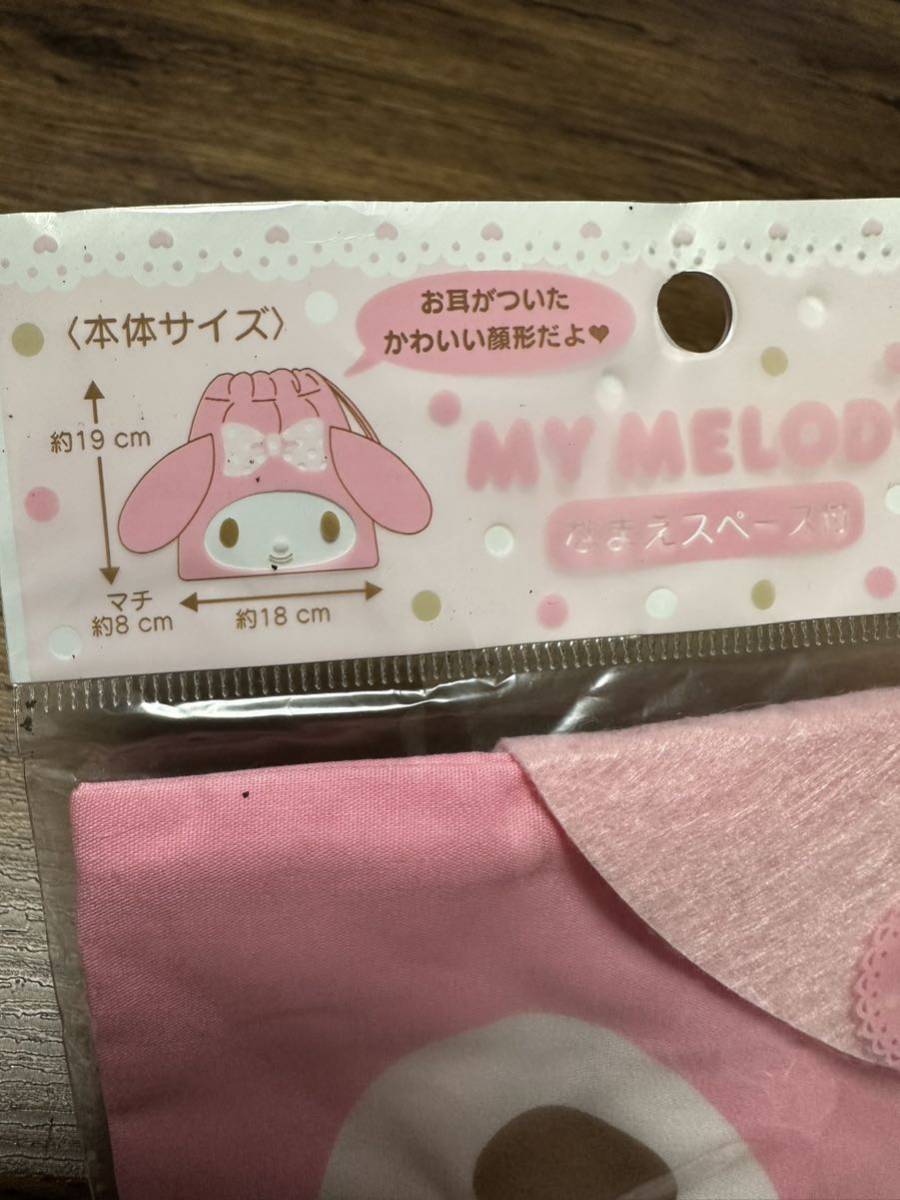 〈本体サイズ〉
お耳がついた
かわいい顔形だよ♥
約19 cm
マチ
約8 cm
約18 cm
MY MELODY
なまえスペース付